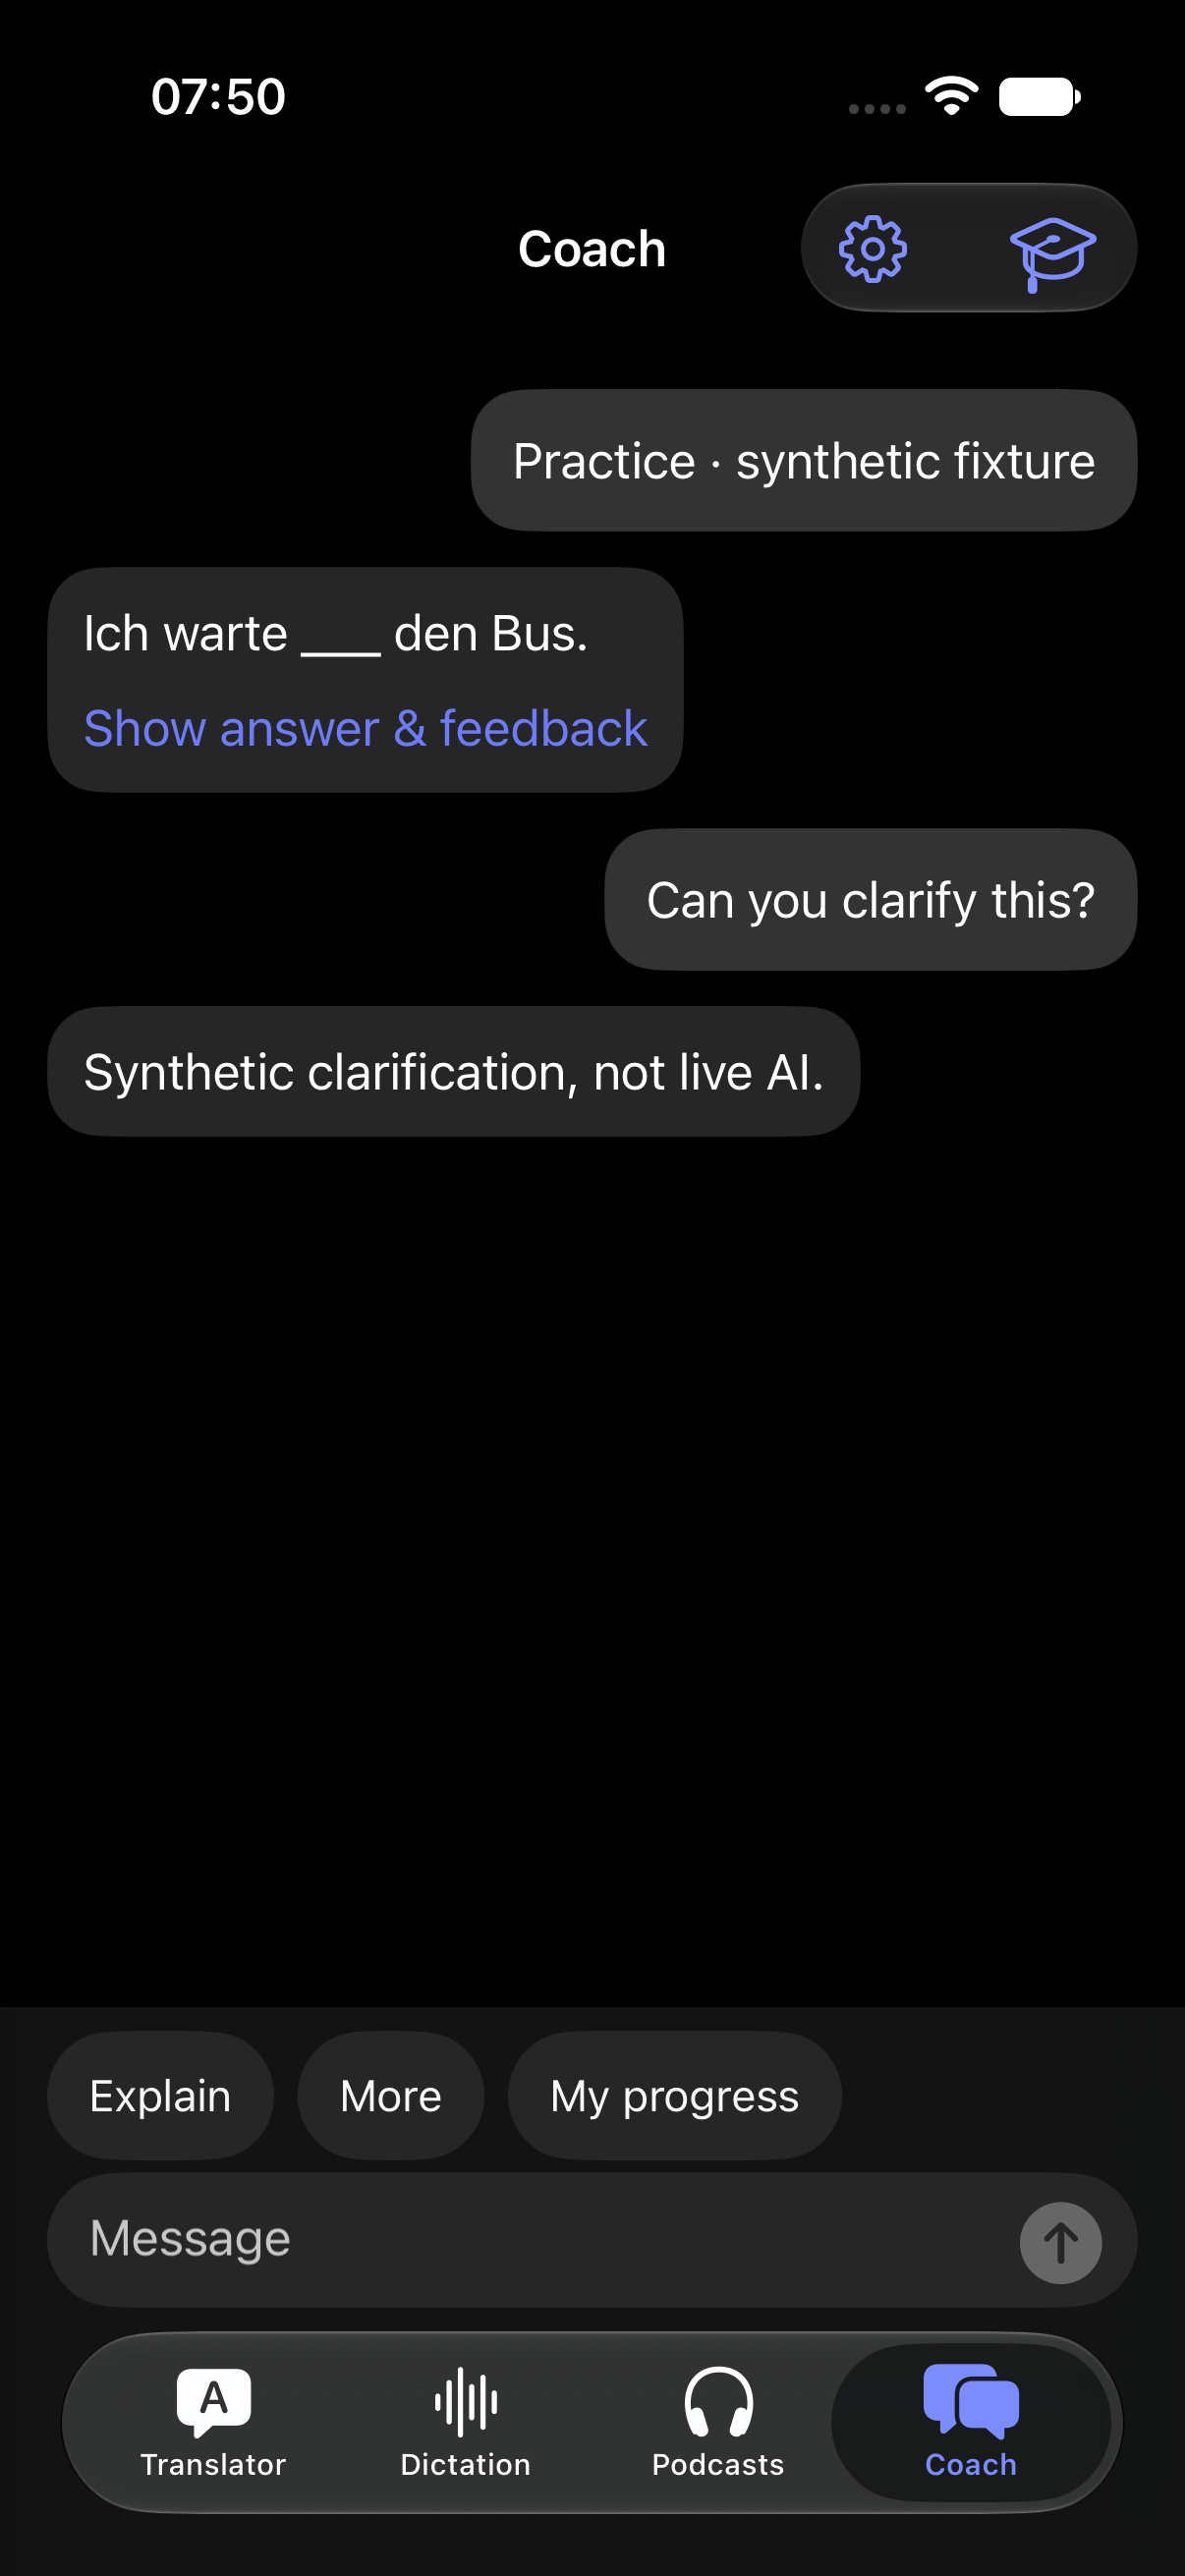 07:50
Coach
Practice · synthetic fixture
Ich warte ____ den Bus.
Show answer & feedback
Can you clarify this?
Synthetic clarification, not live AI.
Explain
More
My progress
Message
A
Translator
Dictation
Podcasts
Coach